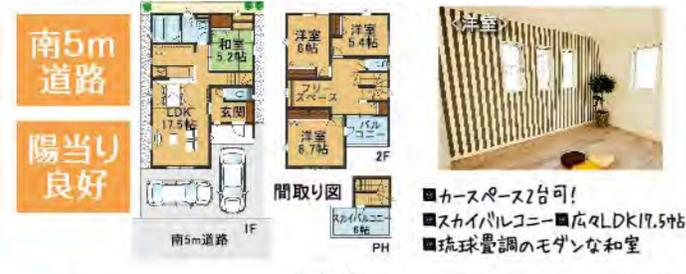 南5m
道路
陽当り
良好
和室
5.2帖
LDK
17.5帖
玄関
南5m道路
1F
洋室
6帖
洋室
5.4帖
フリー
スペース
洋室
6.7帖
バル
コニー
2F
間取り図
スカイバルコニー
6帖
PH
<洋室>
■カースペース2台可!
■スカイバルコニー■広々LDK17.5帖
■琉球畳調のモダンな和室